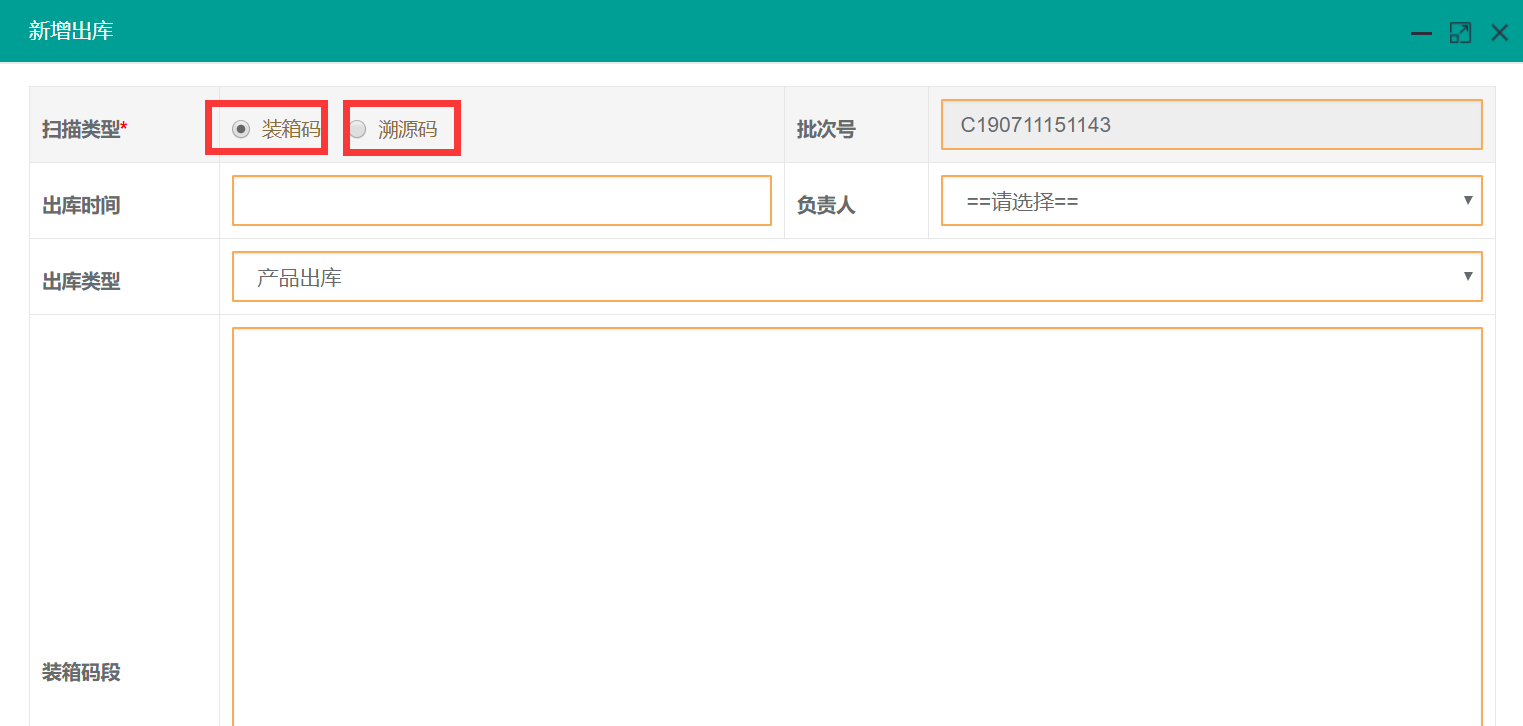 新增出库
扫描类型* 装箱码 溯源码 批次号 C190711151143
出库时间 负责人 ==请选择==
出库类型 产品出库
装箱码段